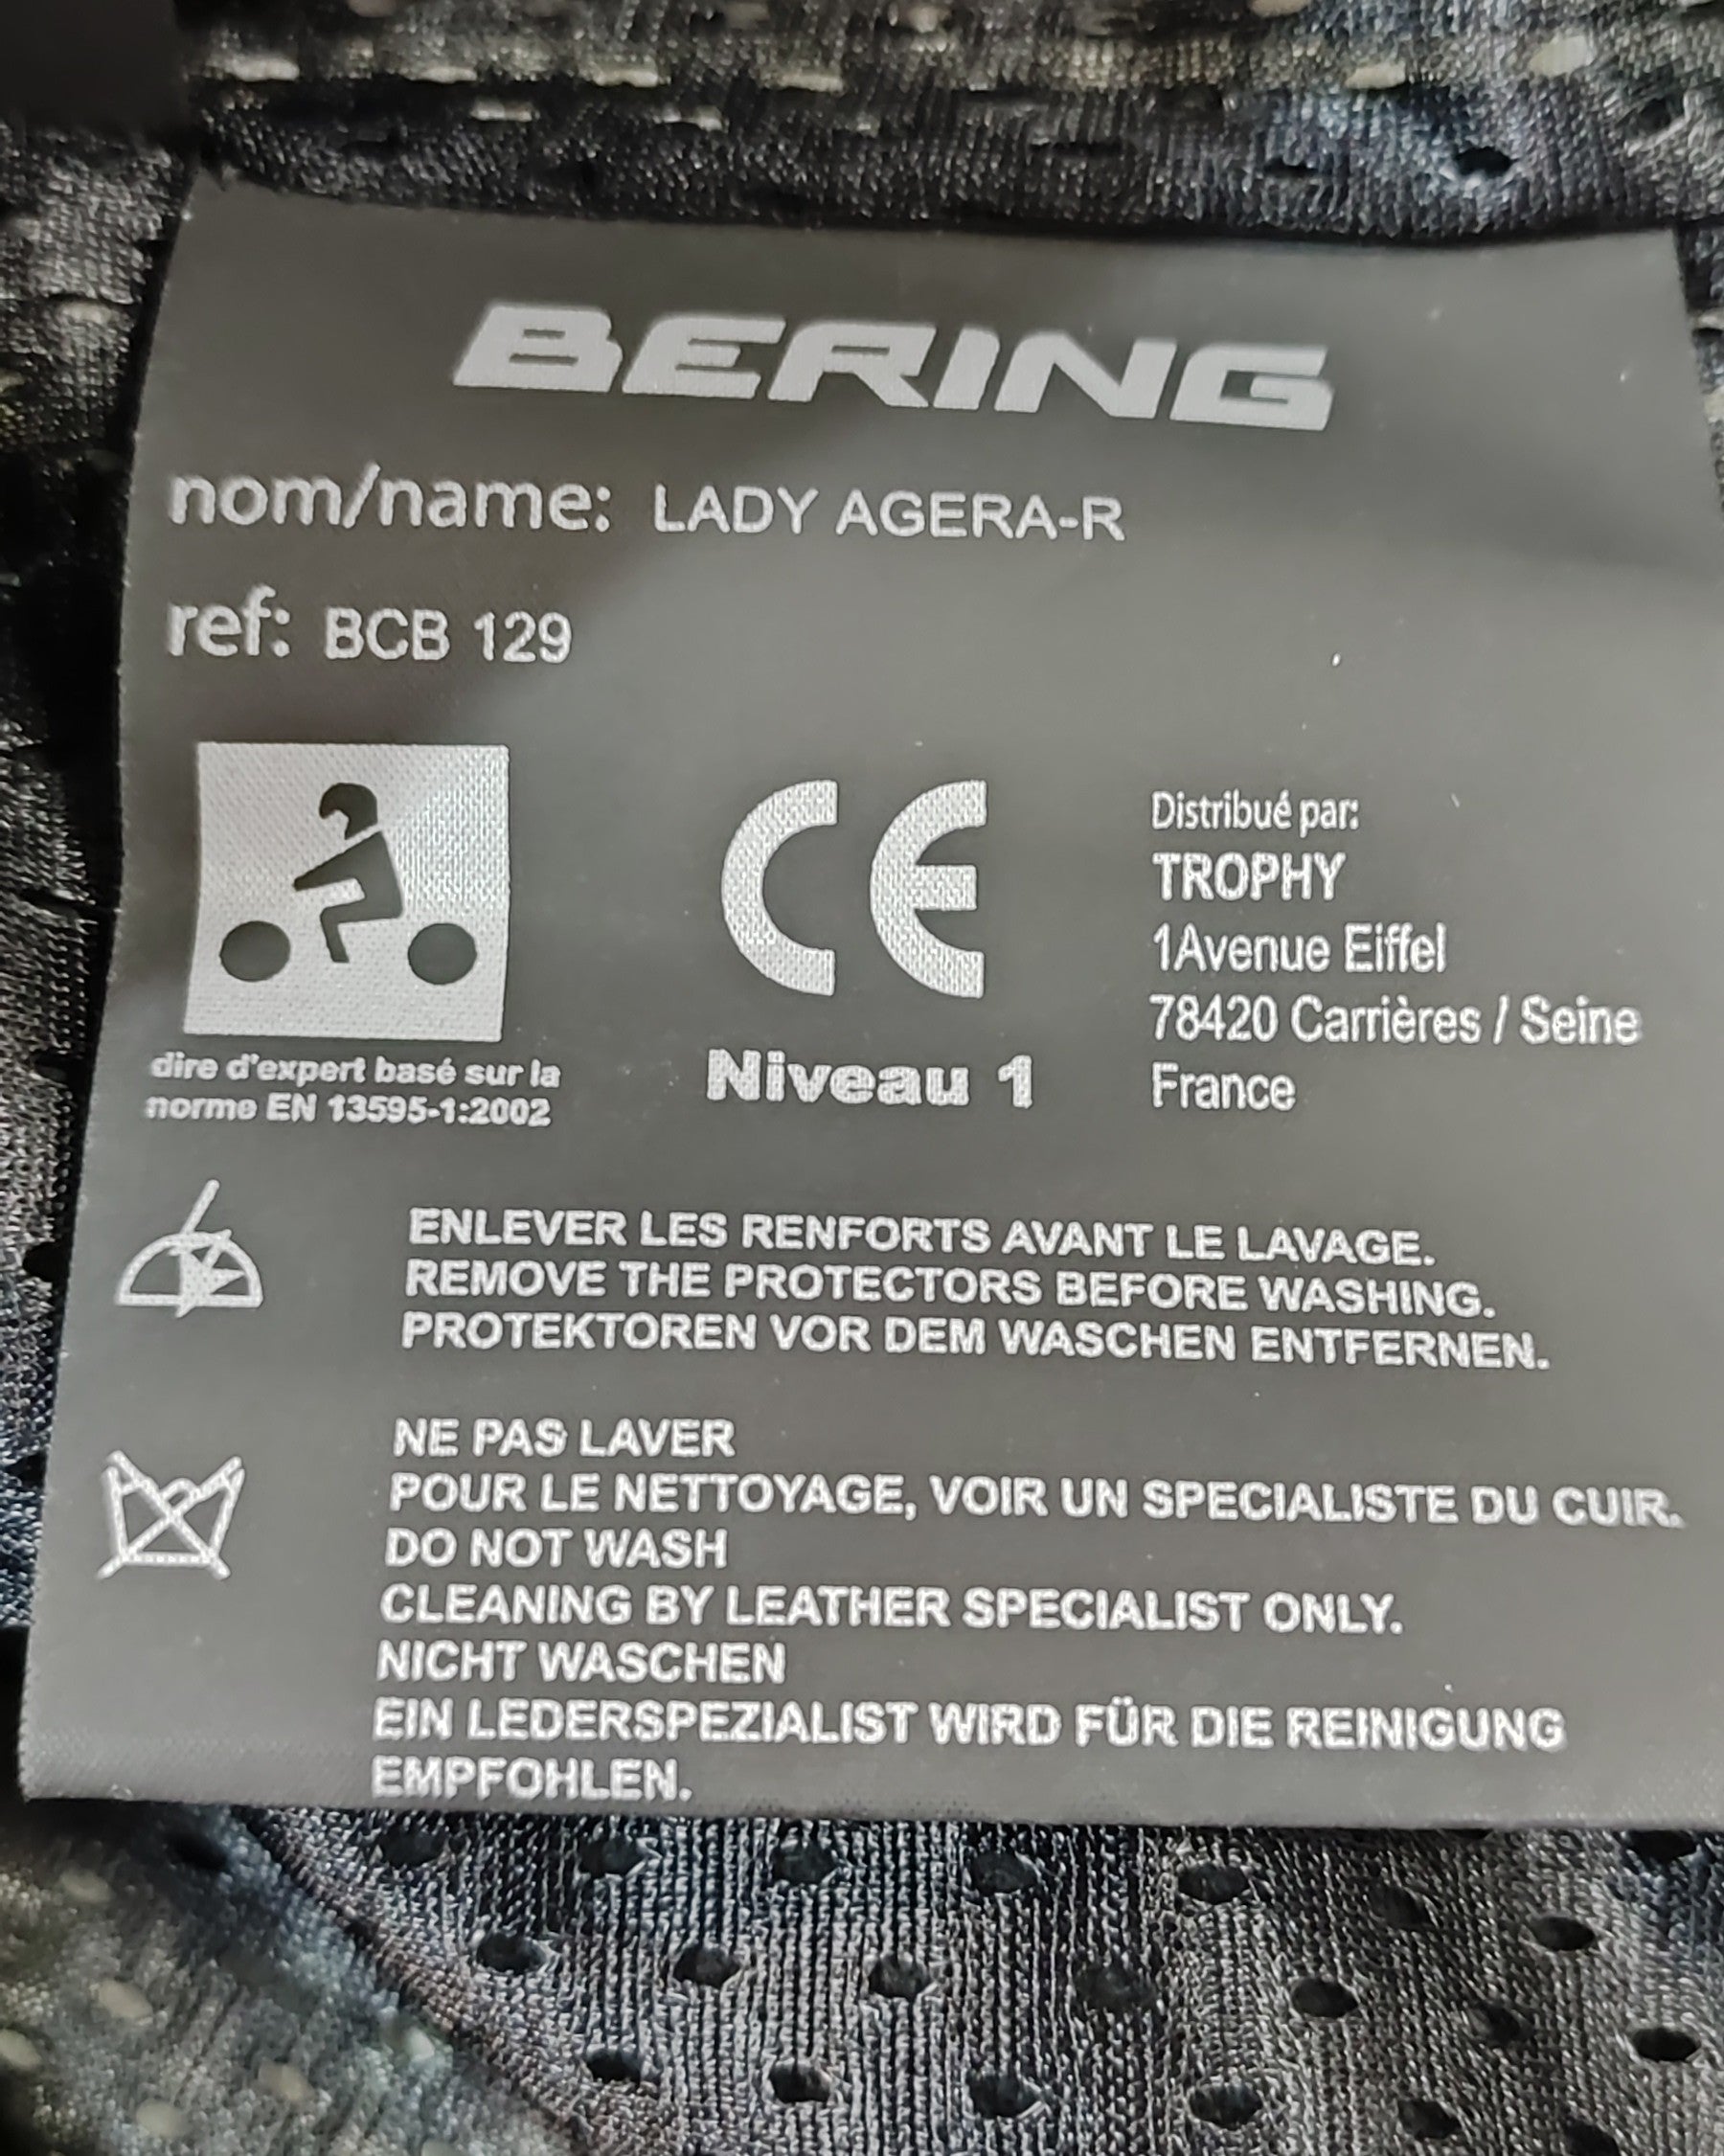 BERING
nom/name: LADY AGERA-R
ref: BCB 129
CE
Niveau 1
dire d'expert basé sur la
norme EN 13595-1:2002
Distribué par:
TROPHY
1Avenue Eiffel
78420 Carrières / Seine
France
ENLEVER LES RENFORTS AVANT LE LAVAGE.
REMOVE THE PROTECTORS BEFORE WASHING.
PROTEKTOREN VOR DEM WASCHEN ENTFERNEN.
NE PAS LAVER
POUR LE NETTOYAGE, VOIR UN SPECIALISTE DU CUIR.
DO NOT WASH
CLEANING BY LEATHER SPECIALIST ONLY.
NICHT WASCHEN
EIN LEDERSPEZIALIST WIRD FÜR DIE REINIGUNG
EMPFOHLEN.